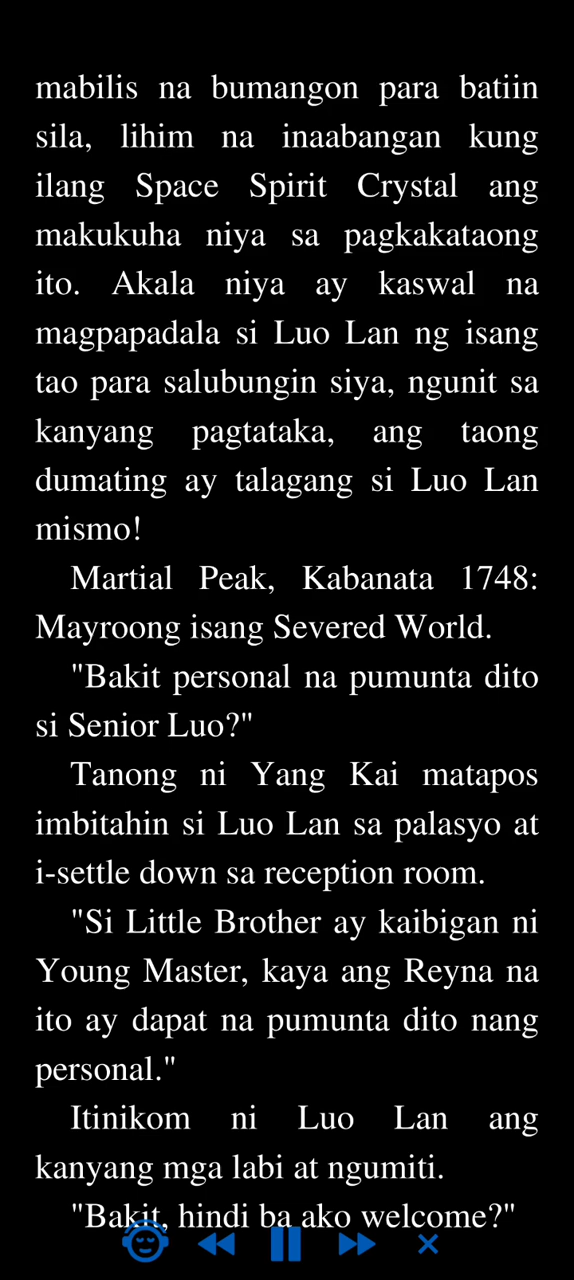 mabilis na bumangon para batiin
sila, lihim na inaabangan kung
ilang Space Spirit Crystal ang
makukuha niya sa pagkakataong
ito. Akala niya ay kaswal na
magpapadala si Luo Lan ng isang
tao para salubungin siya, ngunit sa
kanyang pagtataka, ang taong
dumating ay talagang si Luo Lan
mismo!
Martial Peak, Kabanata 1748:
Mayroong isang Severed World.
"Bakit personal na pumunta dito
si Senior Luo?"
Tanong ni Yang Kai matapos
imbitahin si Luo Lan sa palasyo at
i-settle down sa reception room.
"Si Little Brother ay kaibigan ni
Young Master, kaya ang Reyna na
ito ay dapat na pumunta dito nang
personal."
Itinikom ni Luo Lan ang
kanyang mga labi at ngumiti.
"Bakit, hindi ba ako welcome?"